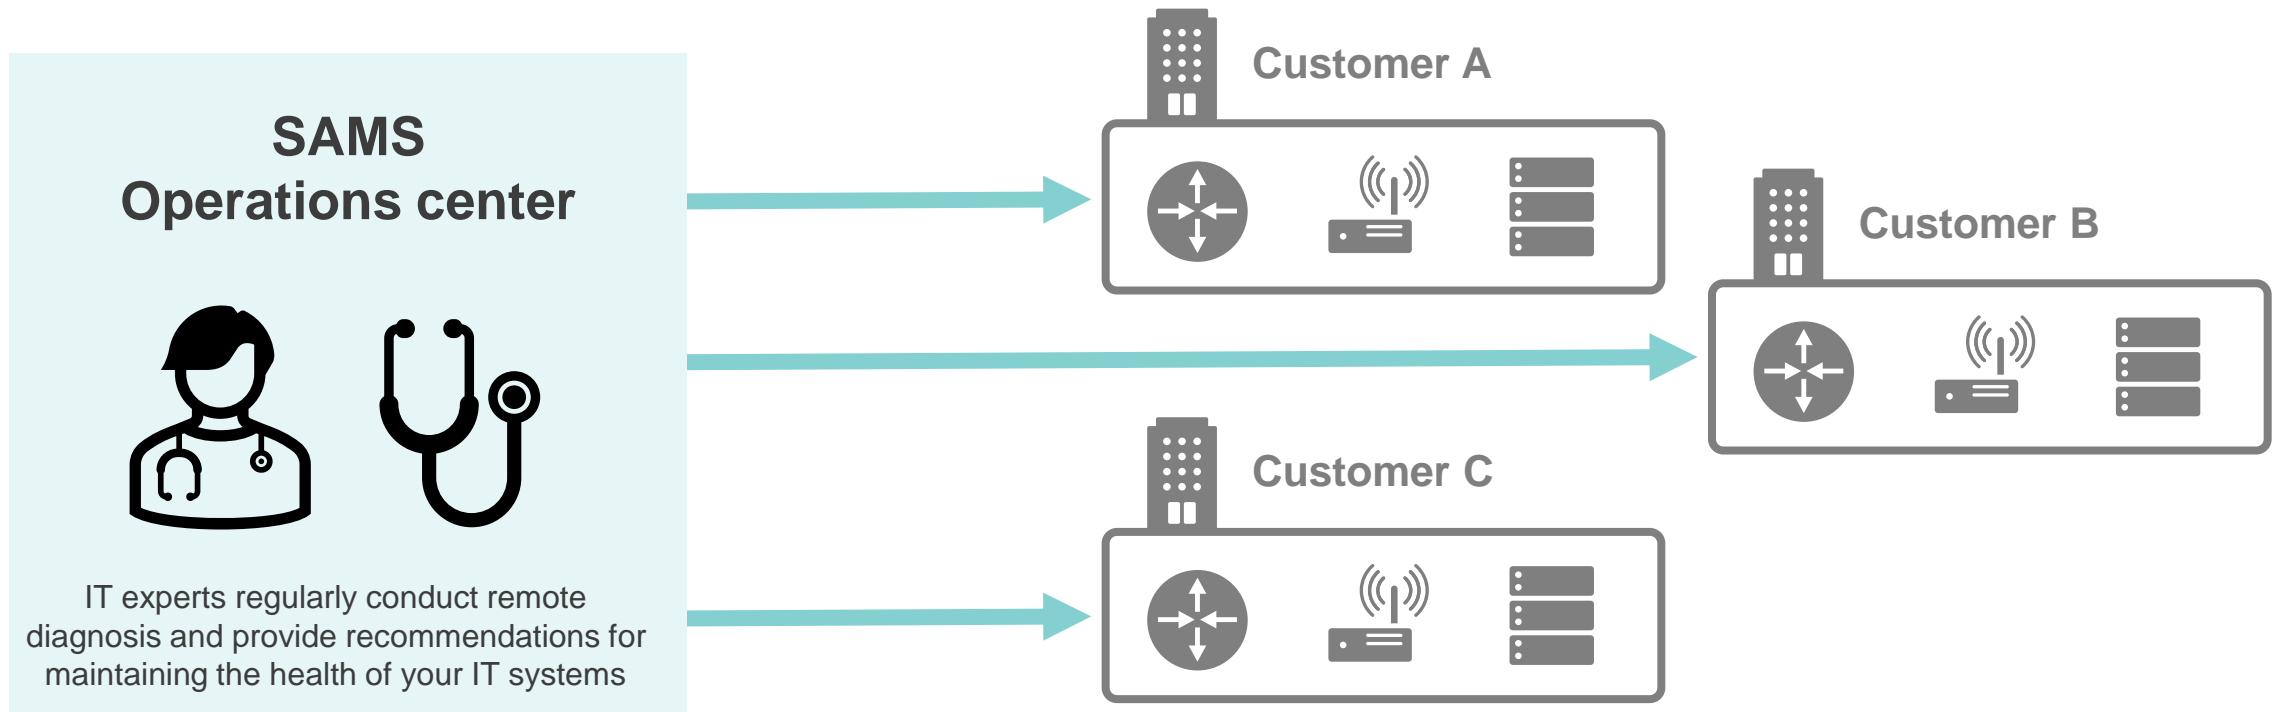 SAMS
Operations center
IT experts regularly conduct remote
diagnosis and provide recommendations for
maintaining the health of your IT systems
Customer A
Customer B
Customer C